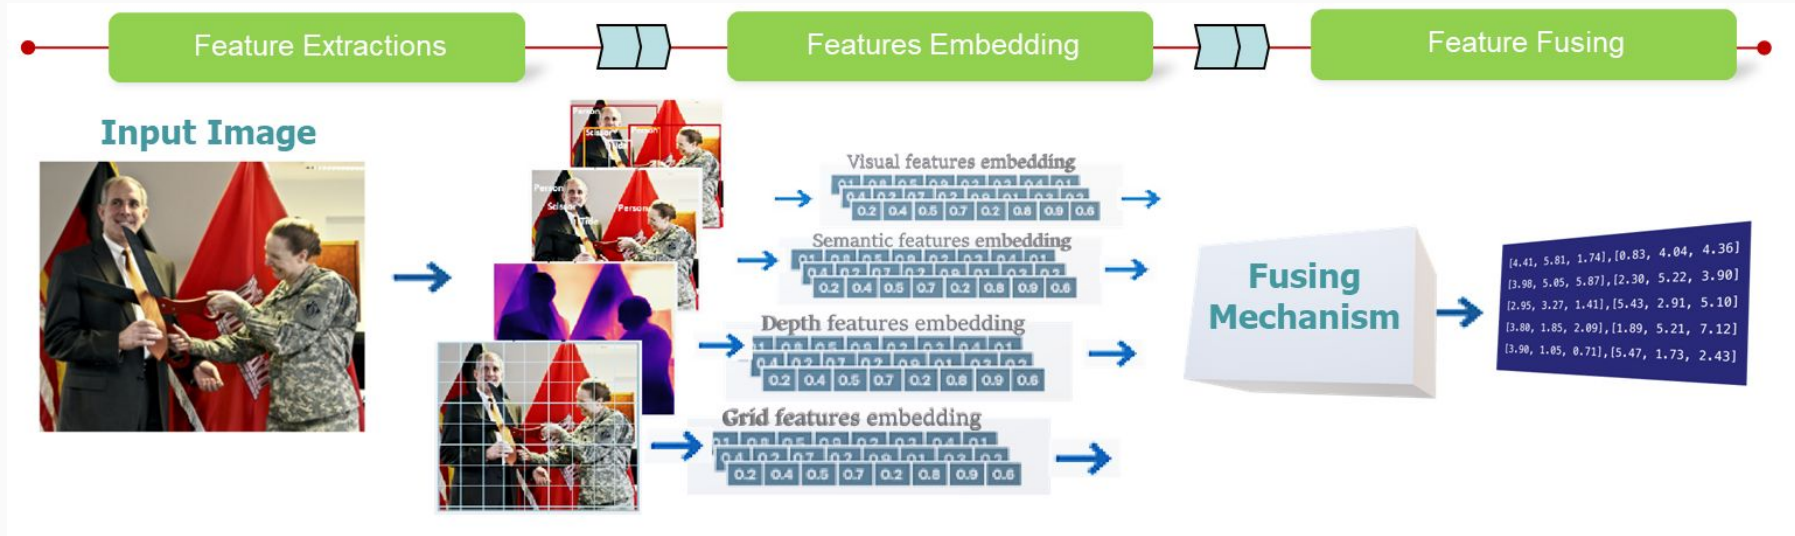 Feature Extractions
Features Embedding
Feature Fusing
Input Image
Person
Scissor
Person
Person
Scissor
Person
Visual features embedding
0.2 0.4 0.5 0.7 0.2 0.8 0.9 0.6
Semantic features embedding
0.2 0.4 0.5 0.7 0.2 0.8 0.9 0.6
Depth features embedding
0.2 0.4 0.5 0.7 0.2 0.8 0.9 0.6
Grid features embedding
0.2 0.4 0.5 0.7 0.2 0.8 0.9 0.6
Fusing
Mechanism
[4.41, 5.81, 1.74],[0.83, 4.04, 4.36]
[3.98, 5.05, 5.87],[2.30, 5.22, 3.90]
[2.95, 3.27, 1.41],[5.43, 2.91, 5.10]
[3.80, 1.85, 2.09],[1.89, 5.21, 7.12]
[3.90, 1.05, 0.71],[5.47, 1.73, 2.43]